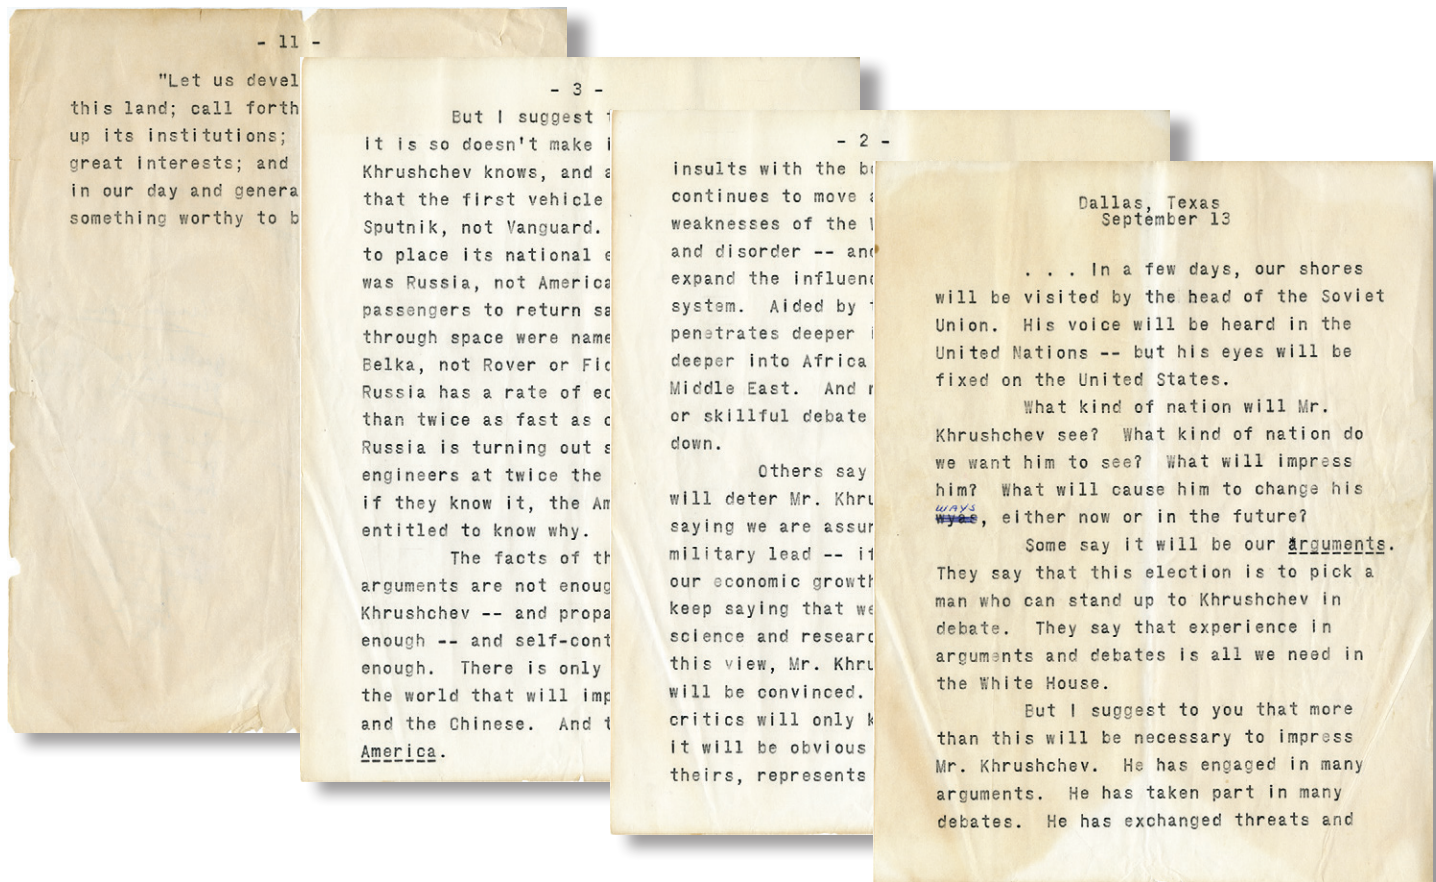 - 11 -
"Let us devel
this land; call forth
up its institutions;
great interests; and
in our day and genera
something worthy to b
- 3 -
But I suggest
it is so doesn't make i
Khrushchev knows, and a
that the first vehicle
Sputnik, not Vanguard.
to place its national e
was Russia, not America
passengers to return sa
through space were name
Belka, not Rover or Fid
Russia has a rate of ec
than twice as fast as o
Russia is turning out s
engineers at twice the
if they know it, the Am
entitled to know why.
The facts of th
arguments are not enoug
Khrushchev -- and propa
enough -- and self-cont
enough. There is only
the world that will imp
and the Chinese. And t
America.
- 2 -
insults with the be
continues to move a
weaknesses of the W
and disorder -- and
expand the influenc
system. Aided by
penetrates deeper i
deeper into Africa
Middle East. And n
or skillful debate
down.
Others say
will deter Mr. Khru
saying we are assur
military lead -- if
our economic growth
keep saying that we
science and researc
this view, Mr. Khru
will be convinced.
critics will only k
it will be obvious
theirs, represents
Dallas, Texas
September 13
. . . In a few days, our shores
will be visited by the head of the Soviet
Union. His voice will be heard in the
United Nations -- but his eyes will be
fixed on the United States.
What kind of nation will Mr.
Khrushchev see? What kind of nation do
we want him to see? What will impress
him? What will cause him to change his
WAYS
wyas, either now or in the future?
Some say it will be our arguments.
They say that this election is to pick a
man who can stand up to Khrushchev in
debate. They say that experience in
arguments and debates is all we need in
the White House.
But I suggest to you that more
than this will be necessary to impress
Mr. Khrushchev. He has engaged in many
arguments. He has taken part in many
debates. He has exchanged threats and